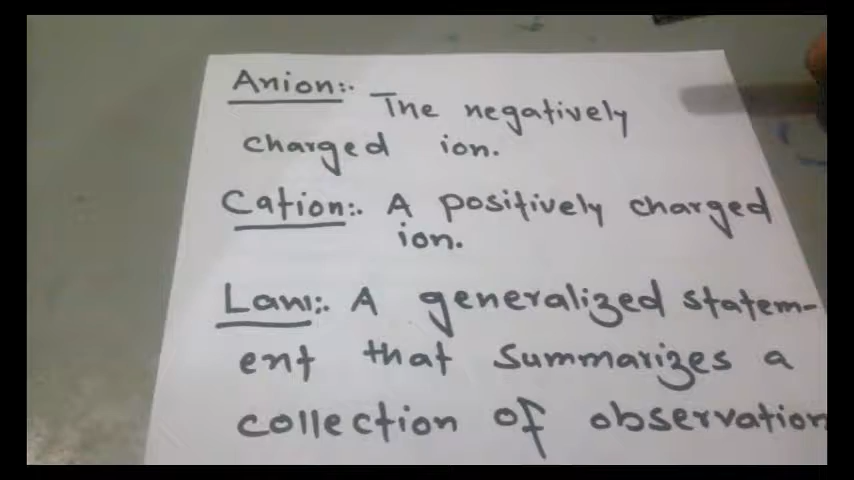 Anion:- The negatively
charged ion.
Cation:- A positively charged
ion.
Law:- A generalized statem-
ent that summarizes a
collection of observation